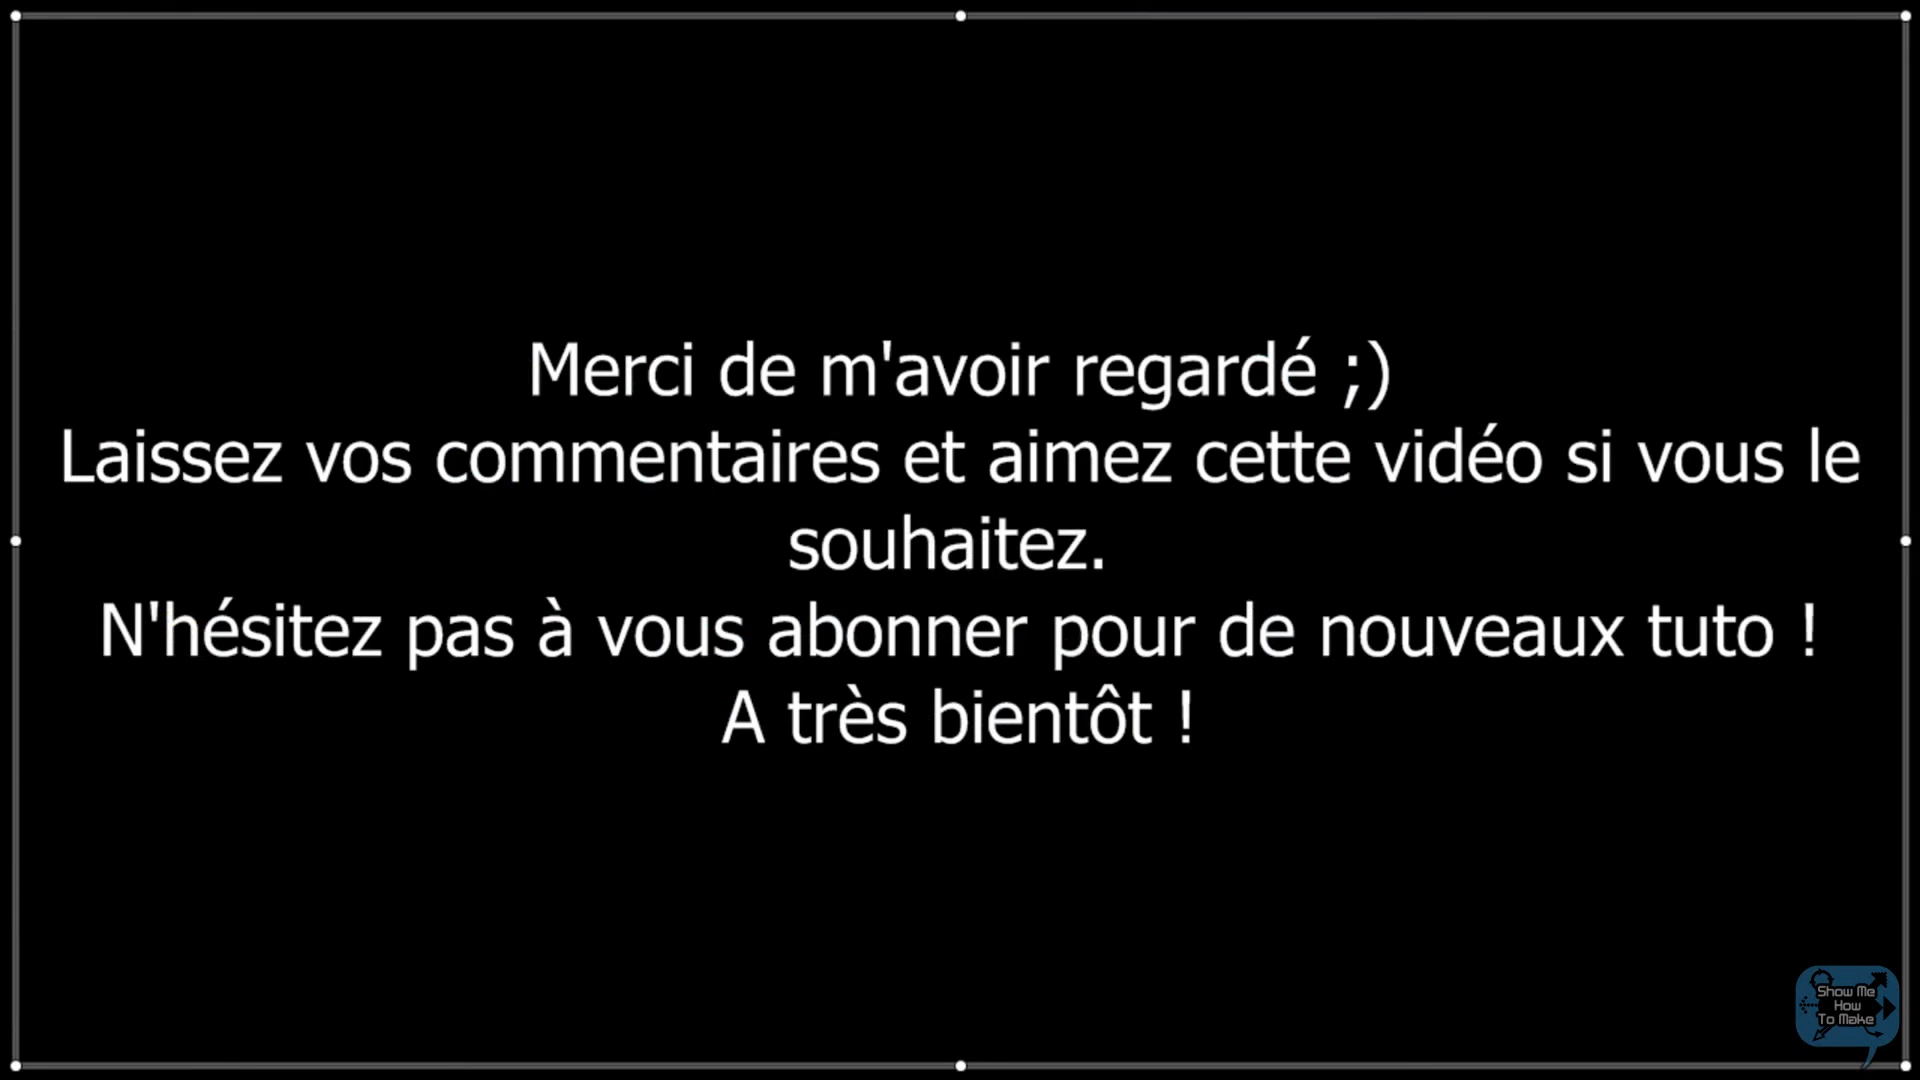 Merci de m'avoir regardé ;)
Laissez vos commentaires et aimez cette vidéo si vous le
souhaitez.
N'hésitez pas à vous abonner pour de nouveaux tuto !
A très bientôt !
Show Me
How
To Make